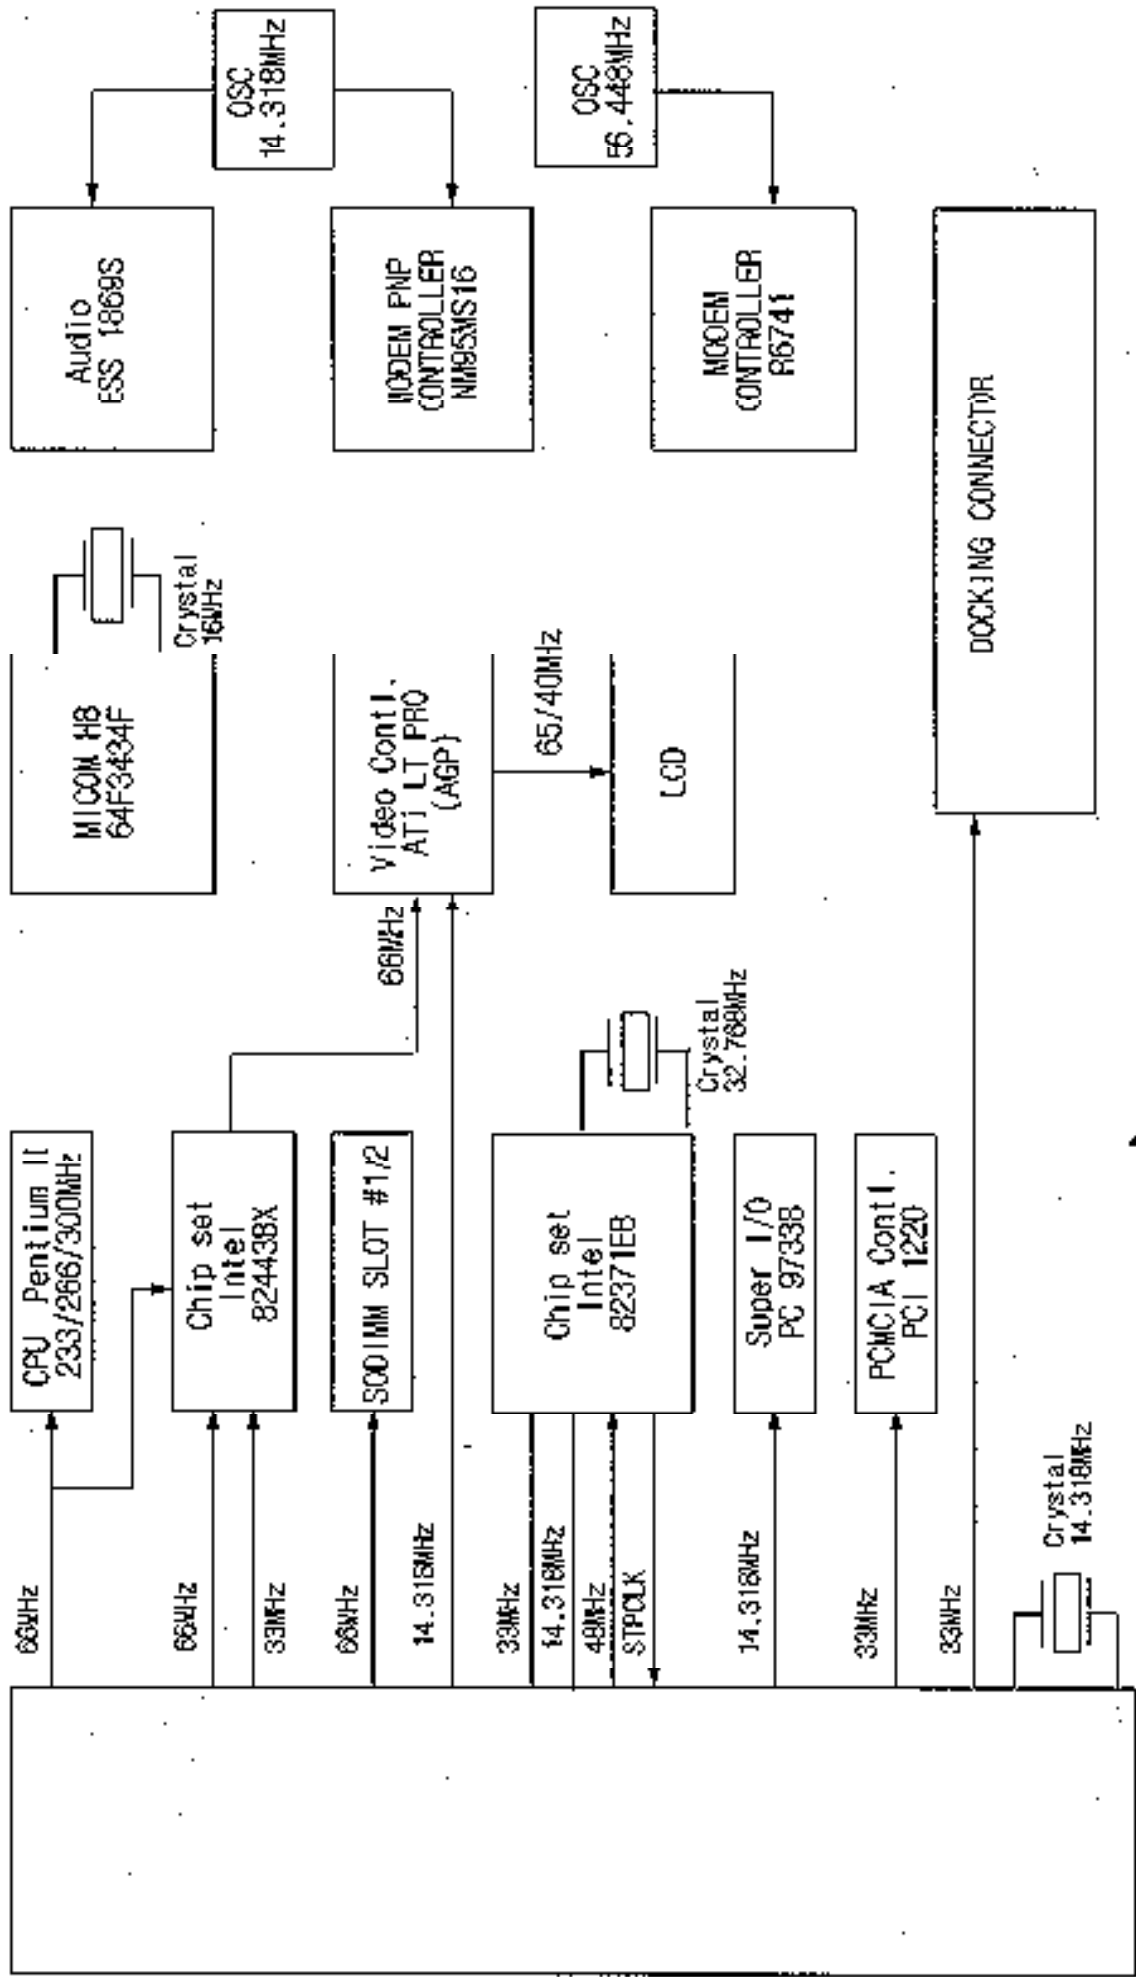 66MHz
66MHz
33MHz
66MHz
14.318MHz
33MHz
14.318MHz
48MHz
STPCLK
14.318MHz
33MHz
33MHz
Crystal
14.318MHz
CPU Pentium II
233/266/300MHz
Chip set
Intel
82443BX
SODIMM SLOT #1/2
Chip set
Intel
82371EB
Crystal
32.768MHz
Super I/O
PC 97338
PCMCIA Contl.
PCI 1220
66MHz
MICOM H8
64F3434F
Crystal
16MHz
Video Contl.
ATi LT PRO
(AGP)
65/40MHz
LCD
DOCKING CONNECTOR
Audio
ESS 1869S
MODEM PNP
CONTROLLER
NM95MS16
MODEM
CONTROLLER
R6741
OSC
14.318MHz
OSC
56.448MHz